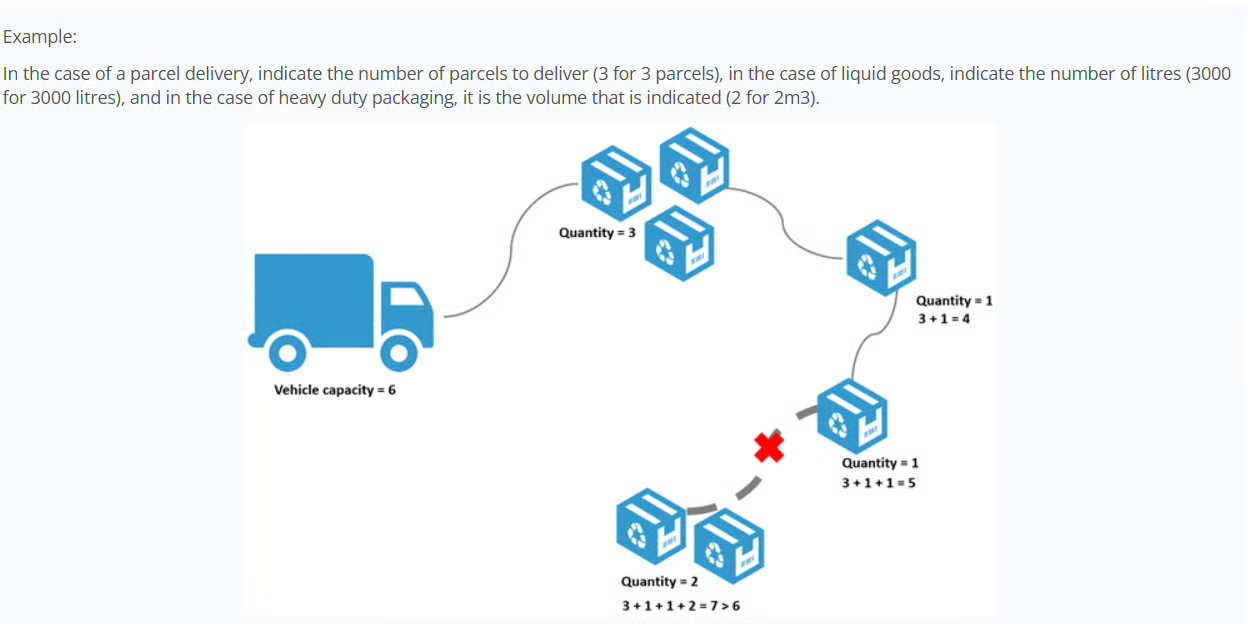 Example:
In the case of a parcel delivery, indicate the number of parcels to deliver (3 for 3 parcels), in the case of liquid goods, indicate the number of litres (3000
for 3000 litres), and in the case of heavy duty packaging, it is the volume that is indicated (2 for 2m3).
Quantity = 3
Quantity = 1
3 + 1 = 4
Vehicle capacity = 6
Quantity = 1
3 + 1 + 1 = 5
Quantity = 2
3 + 1 + 1 + 2 = 7 > 6